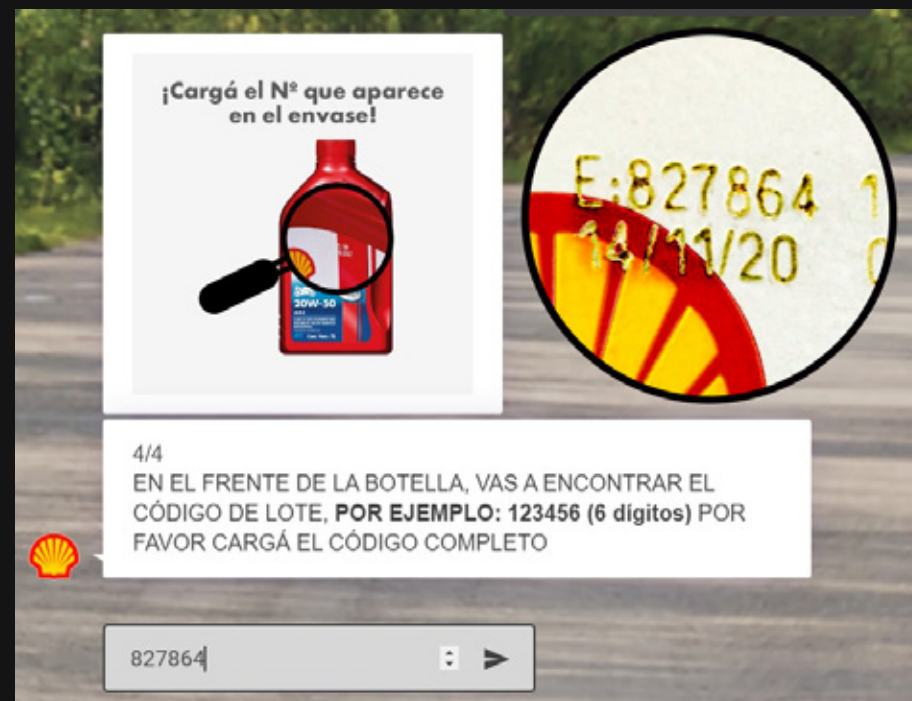 ¡Cargá el Nº que aparece
en el envase!
20W-50
E:827864 1
14/11/20 0
4/4
EN EL FRENTE DE LA BOTELLA, VAS A ENCONTRAR EL
CÓDIGO DE LOTE, POR EJEMPLO: 123456 (6 dígitos) POR
FAVOR CARGÁ EL CÓDIGO COMPLETO
827864